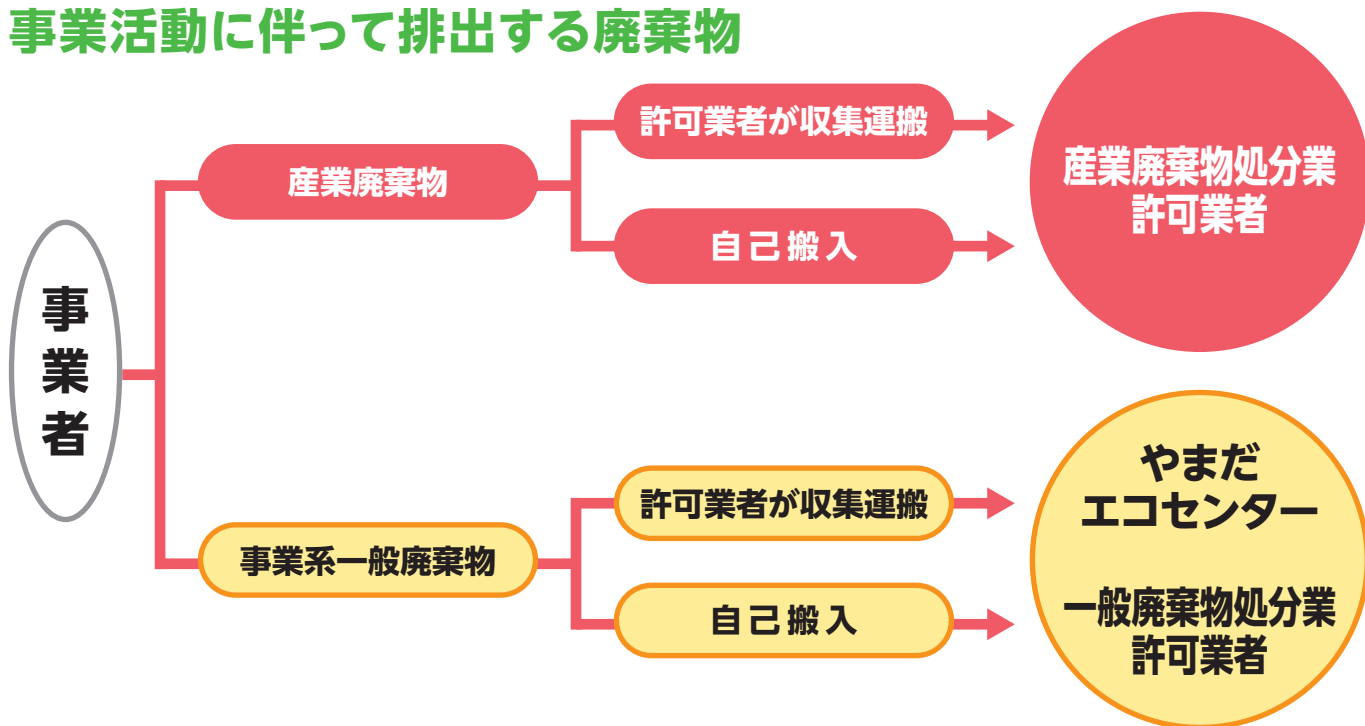 事業活動に伴って排出する廃棄物
事業者
産業廃棄物
許可業者が収集運搬
自己搬入
産業廃棄物処分業
許可業者
事業系一般廃棄物
許可業者が収集運搬
自己搬入
やまだ
エコセンター
一般廃棄物処分業
許可業者